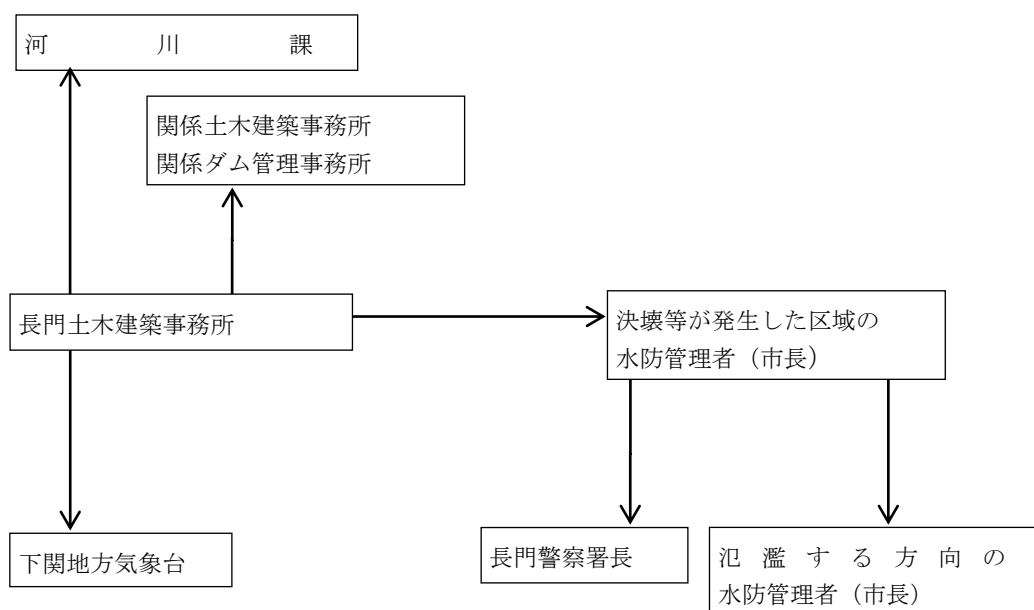 河川課
関係土木建築事務所
関係ダム管理事務所
長門土木建築事務所
決壊等が発生した区域の
水防管理者（市長）
下関地方気象台
長門警察署長
氾濫する方向の
水防管理者（市長）